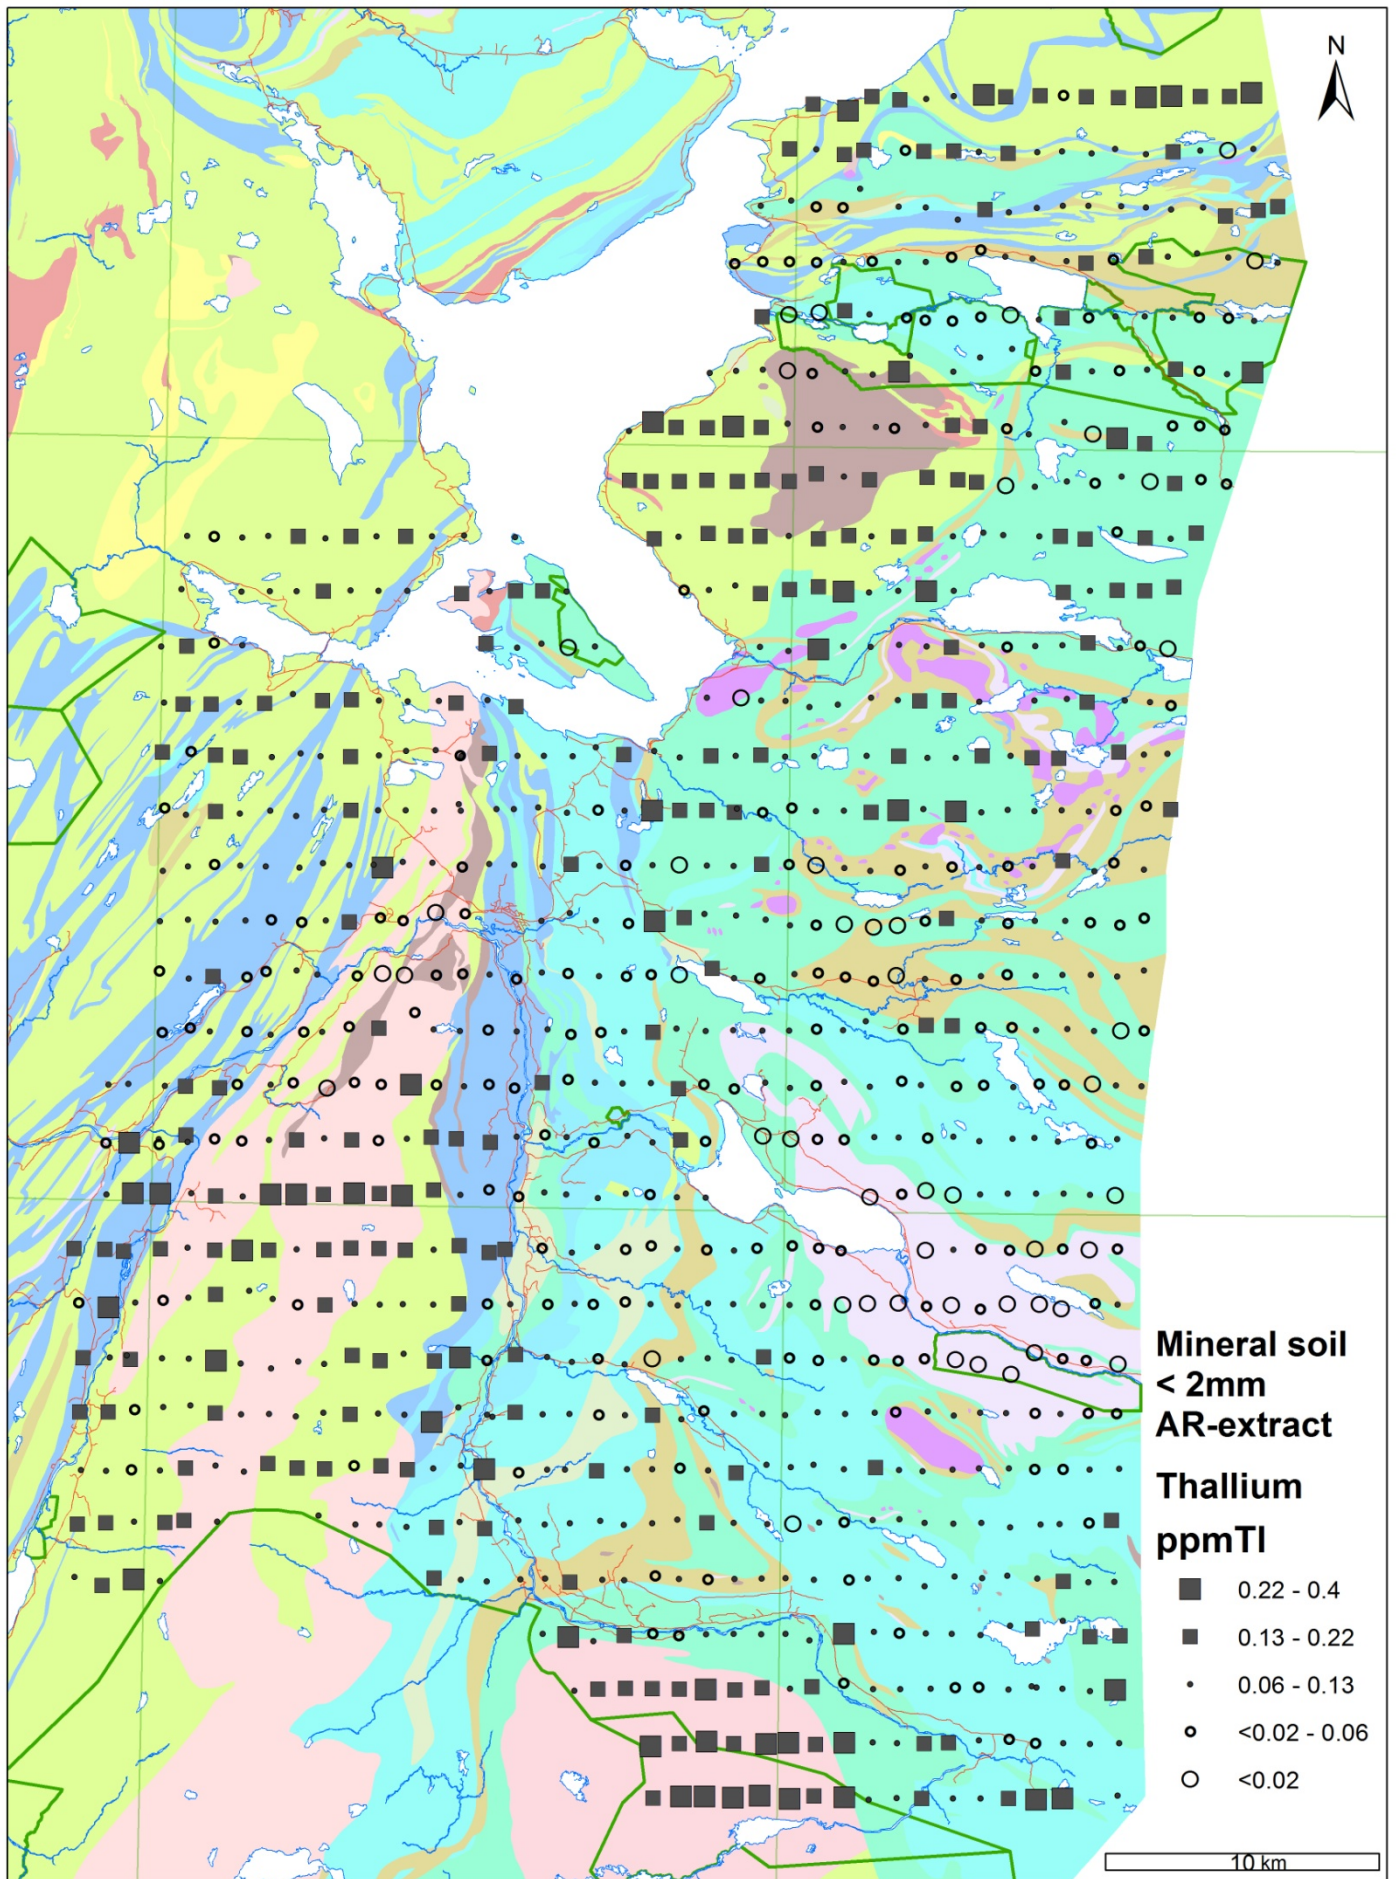 N
Mineral soil
< 2mm
AR-extract
Thallium
ppmTl
0.22 - 0.4
0.13 - 0.22
0.06 - 0.13
<0.02 - 0.06
<0.02
10 km